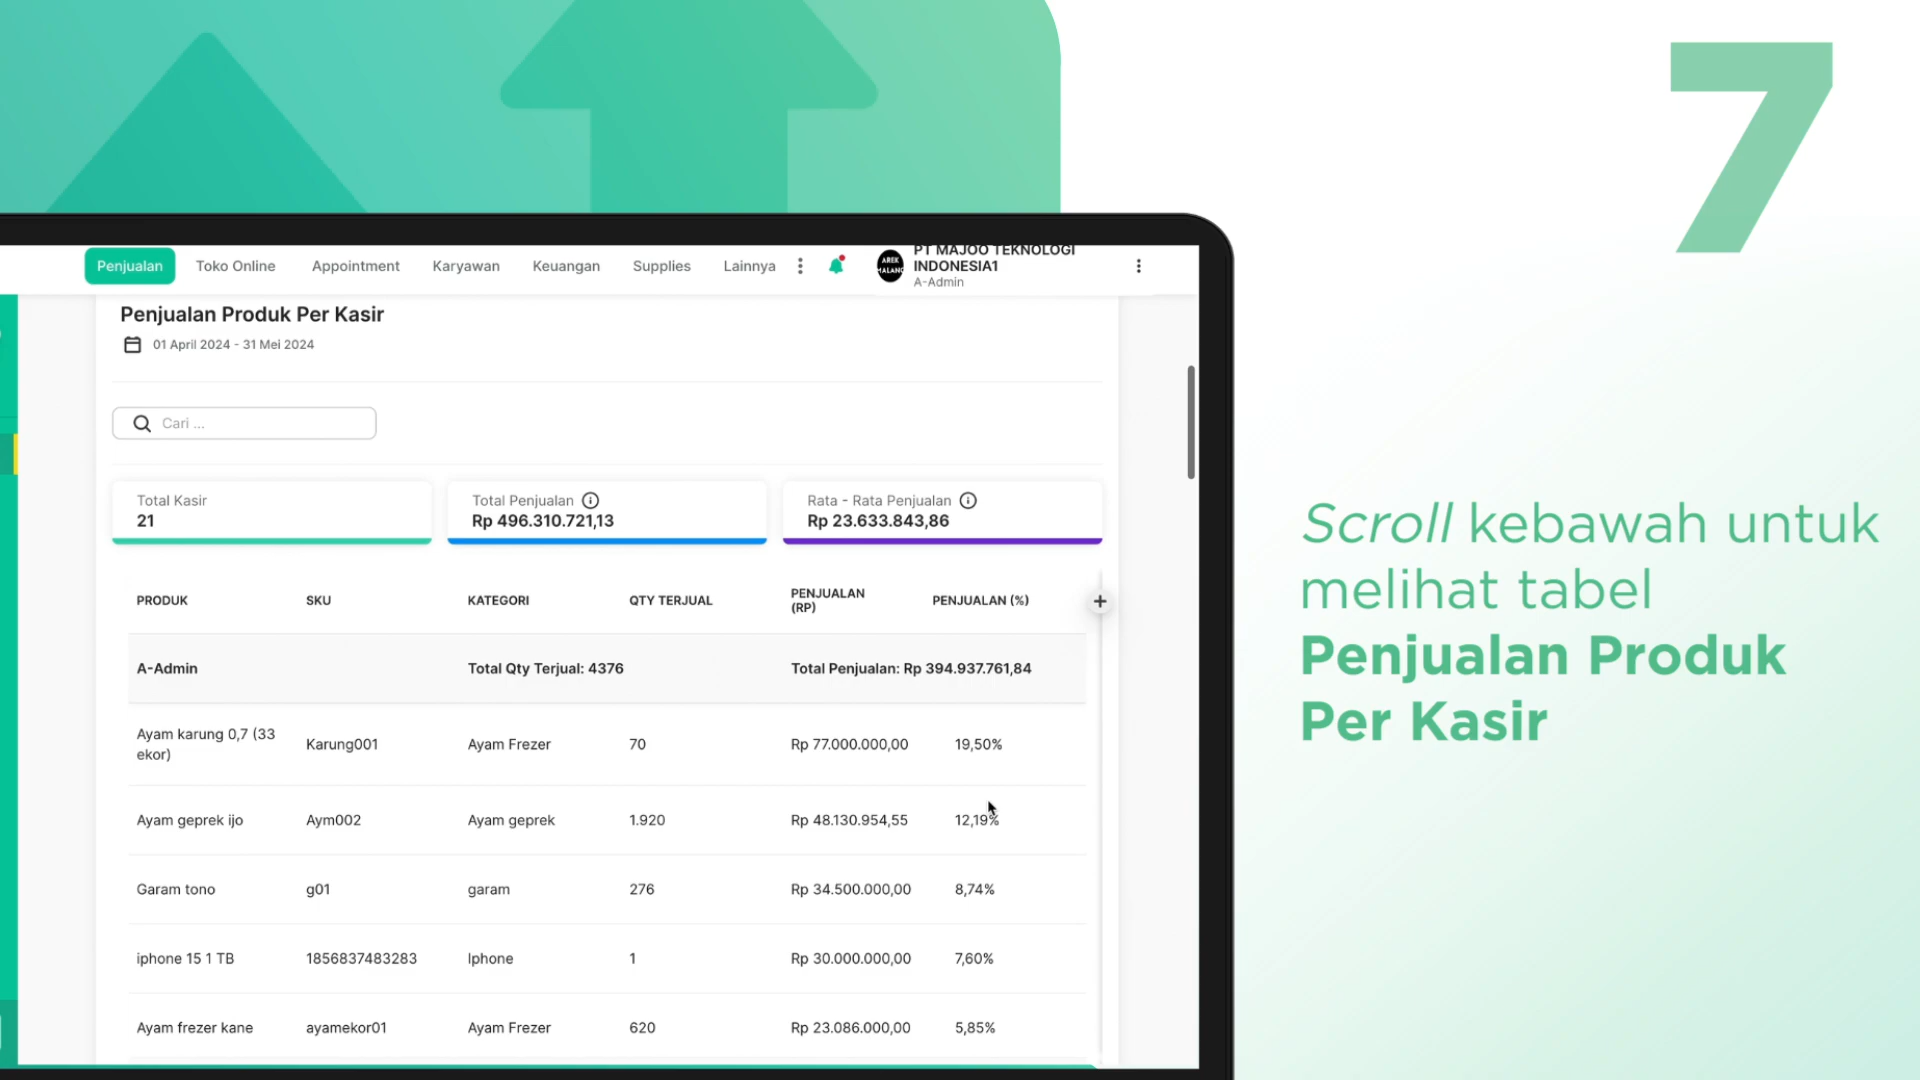 7
Penjualan
Toko Online
Appointment
Karyawan
Keuangan
Supplies
Lainnya
AREK
MALANG
PT MAJOO TEKNOLOGI
INDONESIA1
A-Admin
Penjualan Produk Per Kasir
01 April 2024 - 31 Mei 2024
Cari ...
Total Kasir
21
Total Penjualan
Rp 496.310.721,13
Rata - Rata Penjualan
Rp 23.633.843,86
PRODUK SKU KATEGORI QTY TERJUAL PENJUALAN (RP) PENJUALAN (%)
A-Admin Total Qty Terjual: 4376 Total Penjualan: Rp 394.937.761,84
Ayam karung 0,7 (33 ekor) Karung001 Ayam Frezer 70 Rp 77.000.000,00 19,50%
Ayam geprek ijo Aym002 Ayam geprek 1.920 Rp 48.130.954,55 12,19%
Garam tono g01 garam 276 Rp 34.500.000,00 8,74%
iphone 15 1 TB 1856837483283 Iphone 1 Rp 30.000.000,00 7,60%
Ayam frezer kane ayamekor01 Ayam Frezer 620 Rp 23.086.000,00 5,85%
Scroll kebawah untuk
melihat tabel
Penjualan Produk
Per Kasir